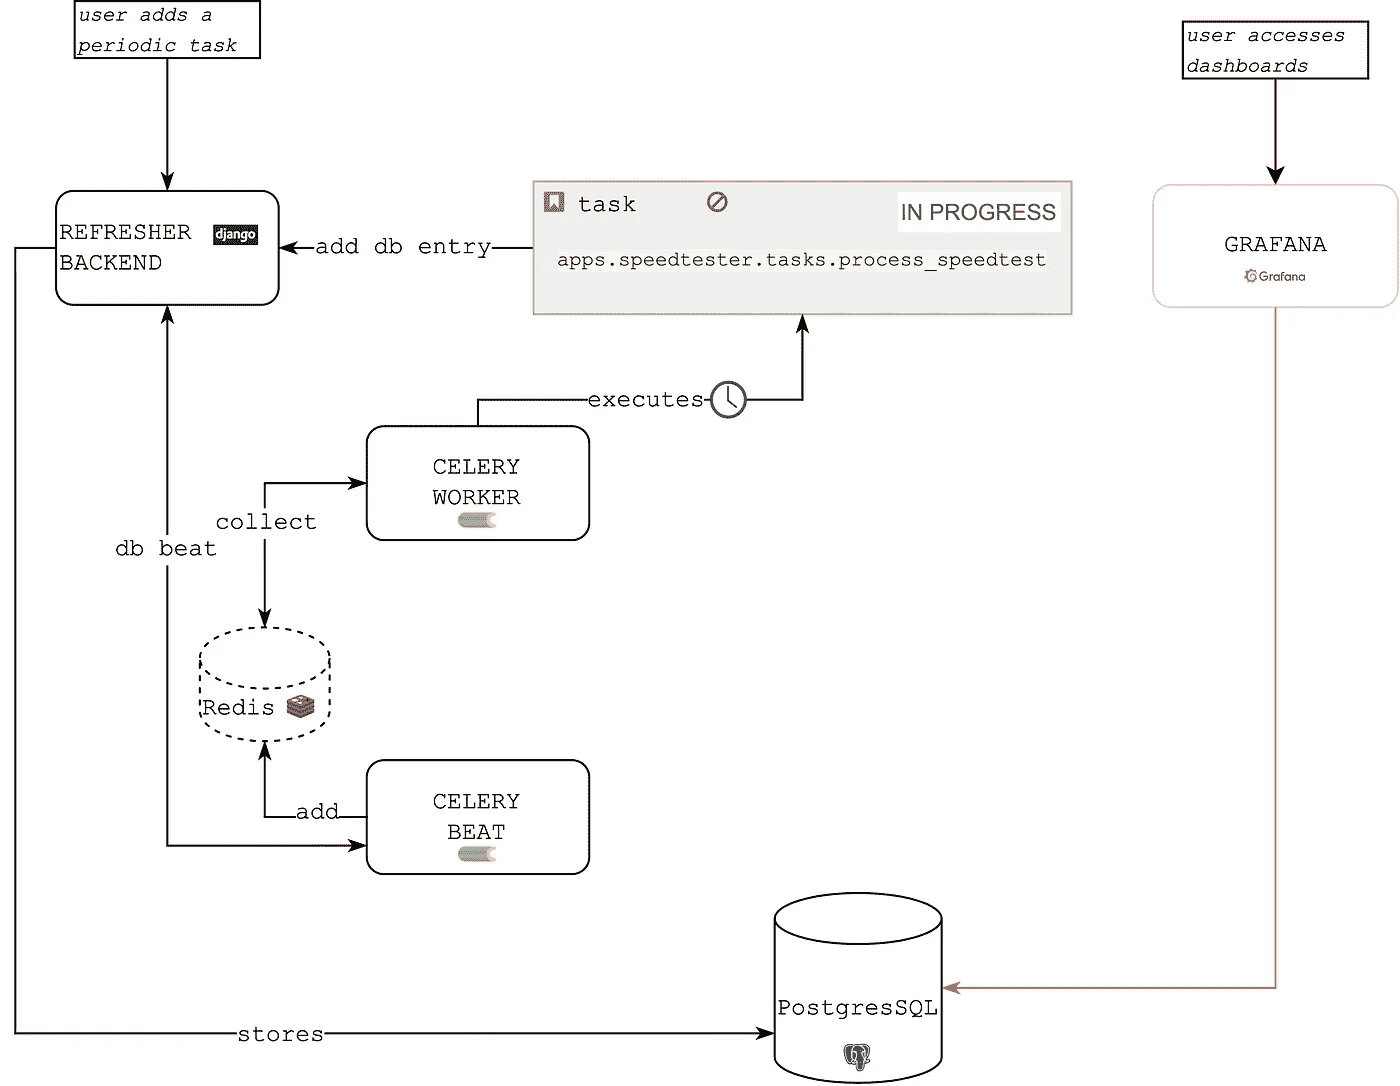 user adds a
periodic task
user accesses
dashboards
task
IN PROGRESS
REFRESHER
django
BACKEND
add db entry
apps.speedtester.tasks.process_speedtest
GRAFANA
Grafana
executes
CELERY
WORKER
collect
db beat
Redis
CELERY
BEAT
add
PostgresSQL
stores